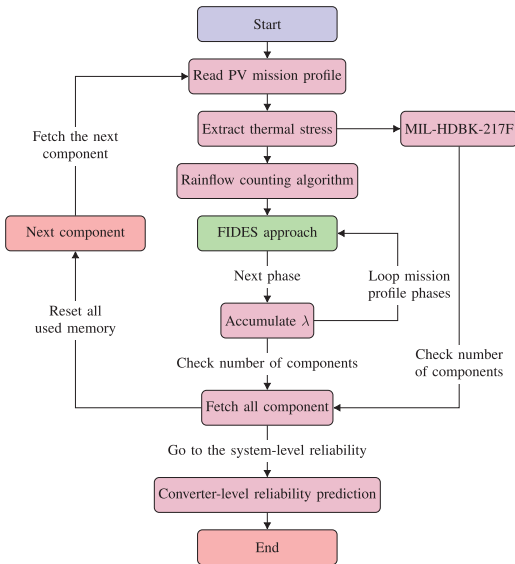 Start
Read PV mission profile
Extract thermal stress
MIL-HDBK-217F
Fetch the next
component
Rainflow counting algorithm
Next component
FIDES approach
Next phase
Loop mission
profile phases
Reset all
used memory
Accumulate λ
Check number of components
Check number
of components
Fetch all component
Go to the system-level reliability
Converter-level reliability prediction
End